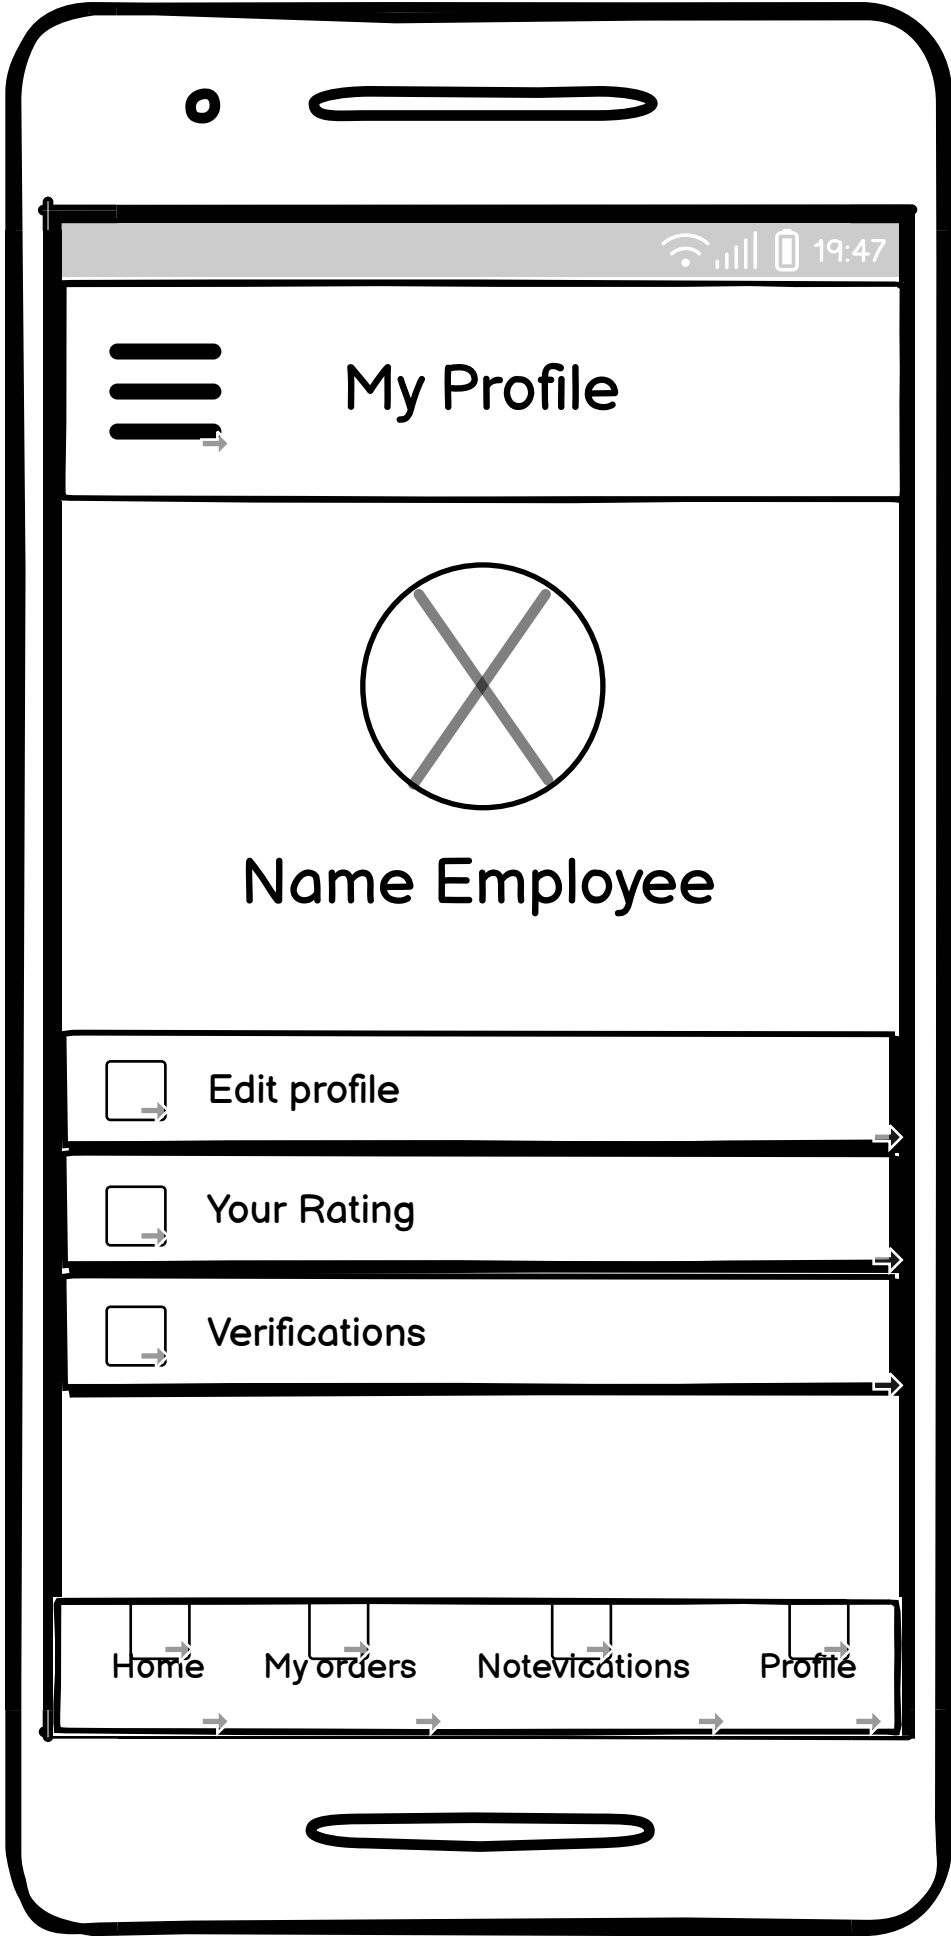 19:47
My Profile
Name Employee
Edit profile
Your Rating
Verifications
Home My orders Notevications Profile